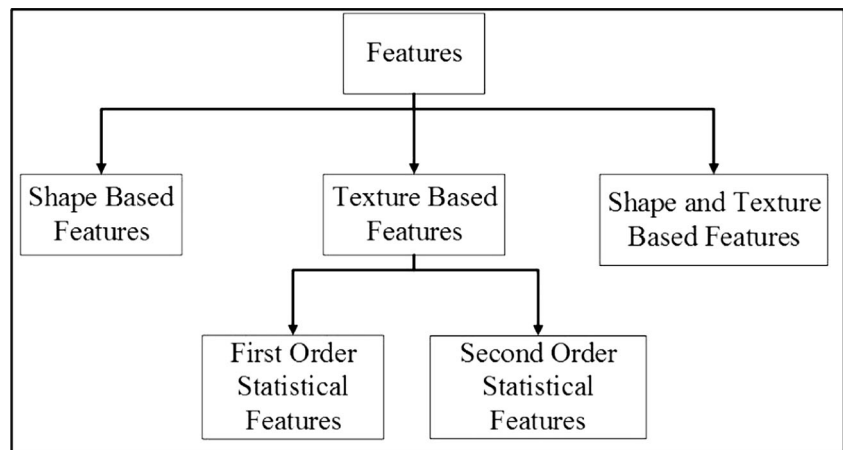 Features
Shape Based
Features
Texture Based
Features
Shape and Texture
Based Features
First Order
Statistical
Features
Second Order
Statistical
Features